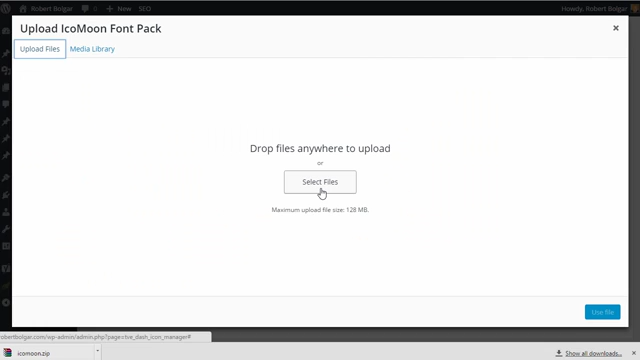 Robert Bolgar 0 + New SEO Howdy, Robert Bolgar
Upload IcoMoon Font Pack
Upload Files Media Library
Drop files anywhere to upload
or
Select Files
Maximum upload file size: 128 MB.
Use file
robertbolgar.com/wp-admin/admin.php?page=tve_dash_icon_manager#
icomoon.zip
Show all downloads...